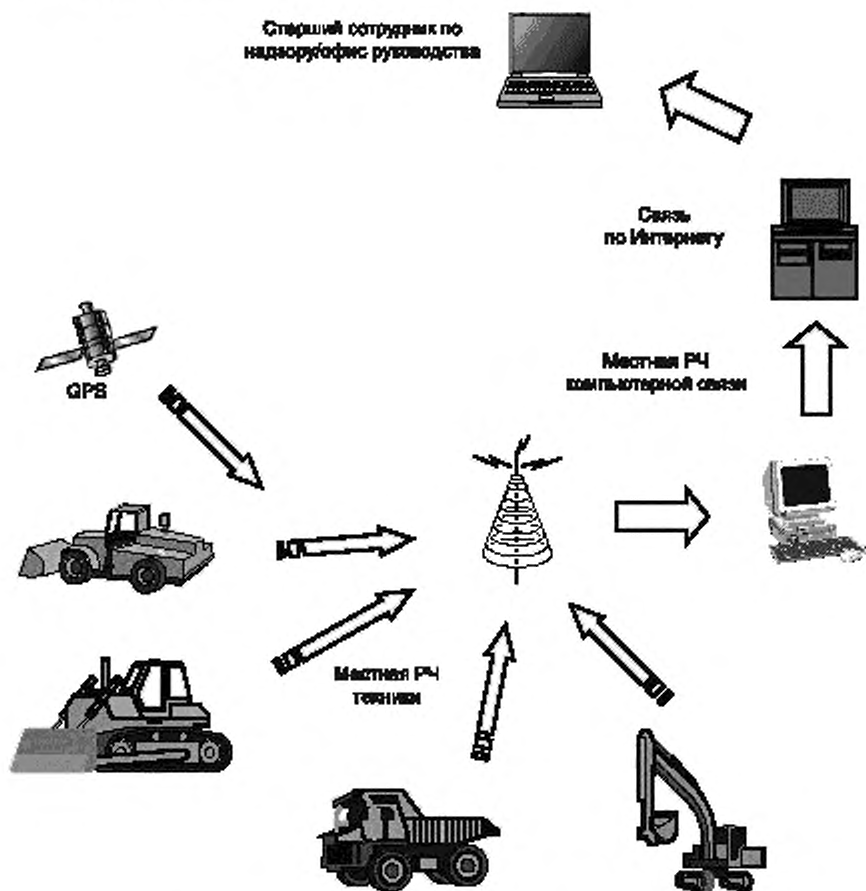 Старший сотрудник по
надзору/офис руководства
Связь
по Интернету
GPS
Местная РЧ
компьютерной связи
Местная РЧ
техники